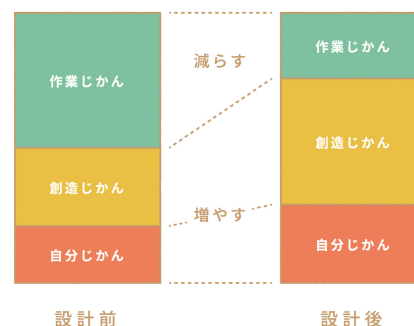 作業じかん
創造じかん
自分じかん
設計前
減らす
増やす
作業じかん
創造じかん
自分じかん
設計後